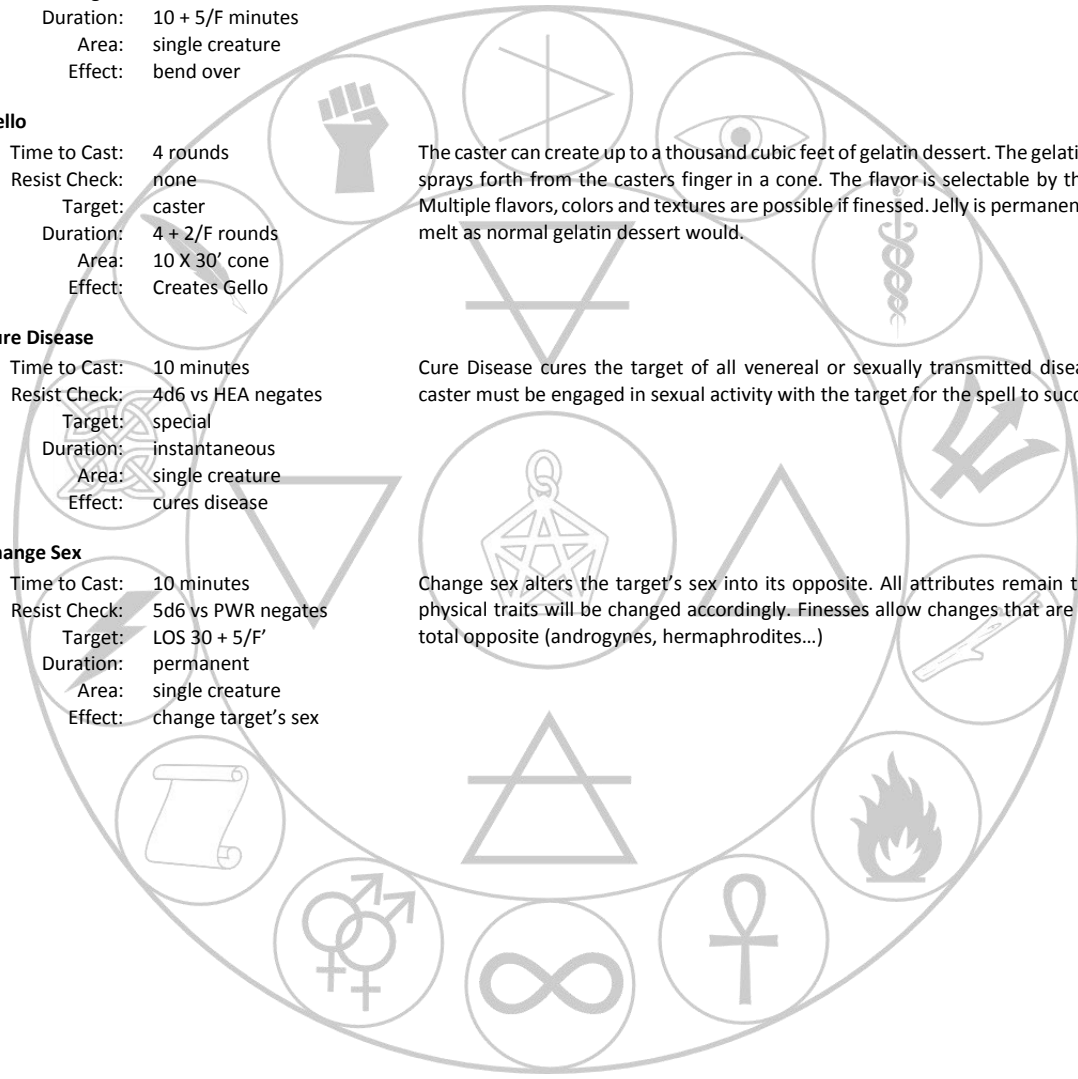 Duration: 10 + 5/F minutes
Area: single creature
Effect: bend over
ello
Time to Cast: 4 rounds
Resist Check: none
Target: caster
Duration: 4 + 2/F rounds
Area: 10 X 30’ cone
Effect: Creates Gello
The caster can create up to a thousand cubic feet of gelatin dessert. The gelati
sprays forth from the casters finger in a cone. The flavor is selectable by th
Multiple flavors, colors and textures are possible if finessed. Jelly is permanen
melt as normal gelatin dessert would.
ure Disease
Time to Cast: 10 minutes
Resist Check: 4d6 vs HEA negates
Target: special
Duration: instantaneous
Area: single creature
Effect: cures disease
Cure Disease cures the target of all venereal or sexually transmitted disea
caster must be engaged in sexual activity with the target for the spell to succ
hange Sex
Time to Cast: 10 minutes
Resist Check: 5d6 vs PWR negates
Target: LOS 30 + 5/F’
Duration: permanent
Area: single creature
Effect: change target’s sex
Change sex alters the target’s sex into its opposite. All attributes remain t
physical traits will be changed accordingly. Finesses allow changes that are
total opposite (androgynes, hermaphrodites…)